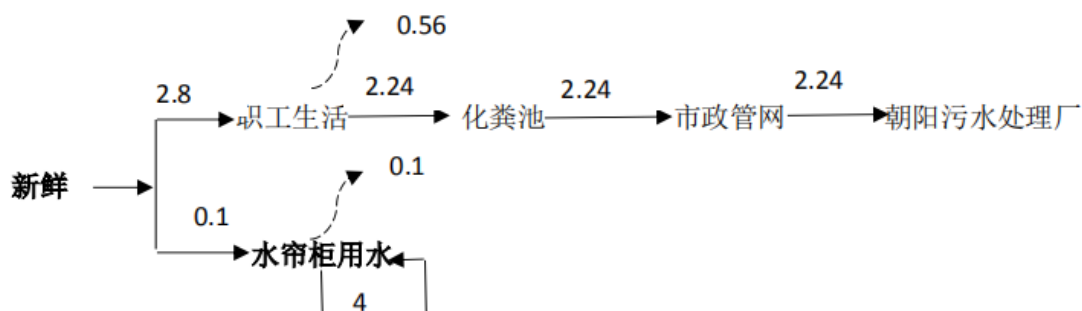 0.56
2.8 2.24 2.24 2.24
职工生活 化粪池 市政管网 朝阳污水处理厂
新鲜 0.1
0.1
水帘柜用水
4